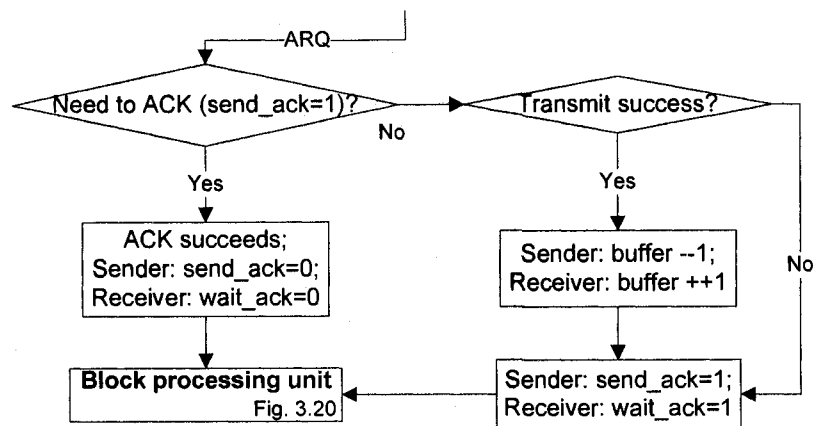 ARQ
Need to ACK (send_ack=1)?
No
Transmit success?
Yes
Yes
ACK succeeds;
Sender: send_ack=0;
Receiver: wait_ack=0
Sender: buffer --1;
Receiver: buffer ++1
No
Block processing unit
Fig. 3.20
Sender: send_ack=1;
Receiver: wait_ack=1